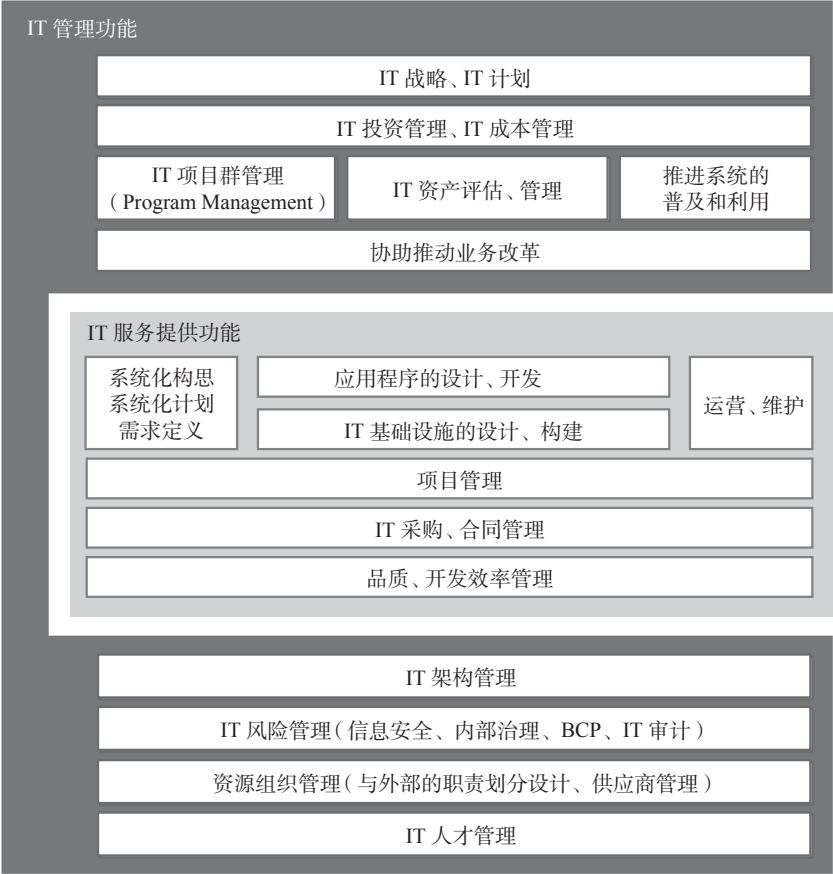 IT 管理功能
IT 战略、IT 计划
IT 投资管理、IT 成本管理
IT 项目群管理
（Program Management）
IT 资产评估、管理
推进系统的
普及和利用
协助推动业务改革
IT 服务提供功能
系统化构思
系统化计划
需求定义
应用程序的设计、开发
IT 基础设施的设计、构建
运营、维护
项目管理
IT 采购、合同管理
品质、开发效率管理
IT 架构管理
IT 风险管理（信息安全、内部治理、BCP、IT 审计）
资源组织管理（与外部的职责划分设计、供应商管理）
IT 人才管理